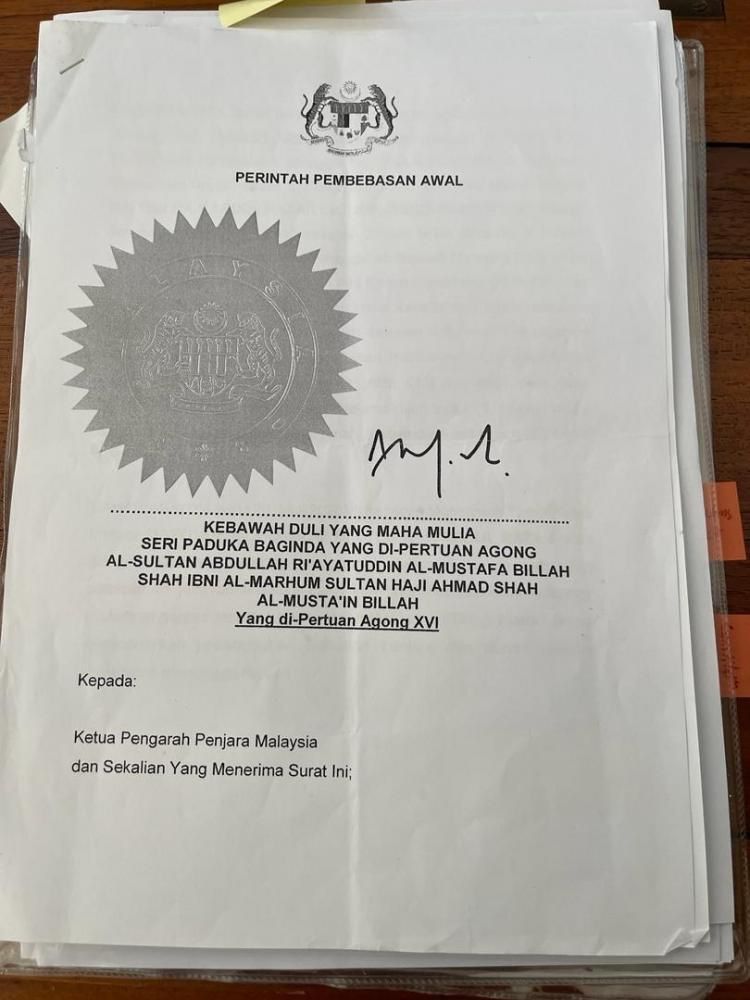 PERINTAH PEMBEBASAN AWAL
MALAYSIA
KEBAWAH DULI YANG MAHA MULIA
SERI PADUKA BAGINDA YANG DI-PERTUAN AGONG
AL-SULTAN ABDULLAH RI'AYATUDDIN AL-MUSTAFA BILLAH
SHAH IBNI AL-MARHUM SULTAN HAJI AHMAD SHAH
AL-MUSTA'IN BILLAH
Yang di-Pertuan Agong XVI
Kepada:
Ketua Pengarah Penjara Malaysia
dan Sekalian Yang Menerima Surat Ini;